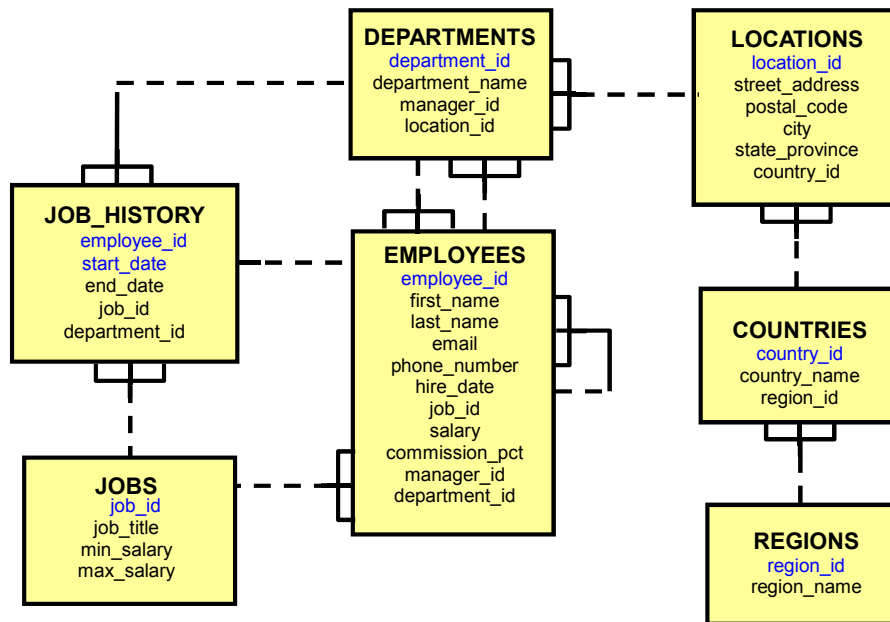 DEPARTMENTS
department_id
department_name
manager_id
location_id
LOCATIONS
location_id
street_address
postal_code
city
state_province
country_id
JOB_HISTORY
employee_id
start_date
end_date
job_id
department_id
EMPLOYEES
employee_id
first_name
last_name
email
phone_number
hire_date
job_id
salary
commission_pct
manager_id
department_id
COUNTRIES
country_id
country_name
region_id
JOBS
job_id
job_title
min_salary
max_salary
REGIONS
region_id
region_name